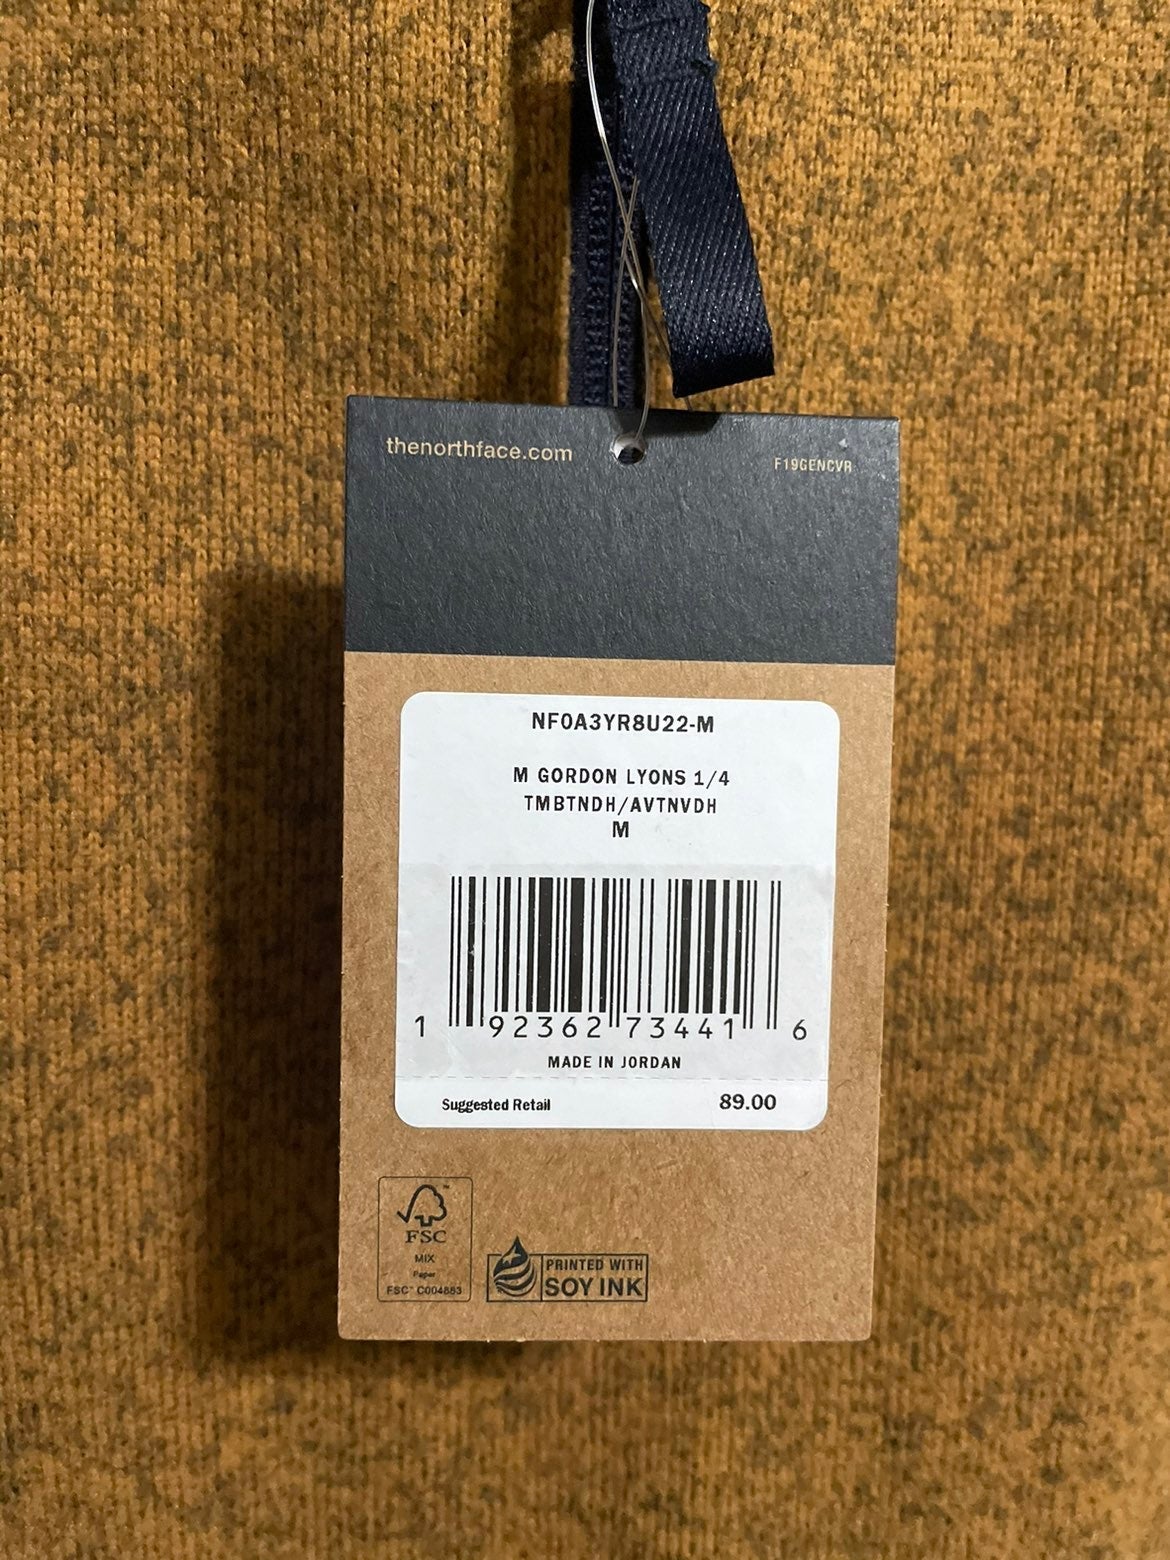 thenorthface.com
F19GENCVR
NF0A3YR8U22-M
M GORDON LYONS 1/4
TMBTNDH/AVTNVDH
M
1 92362 73441 6
MADE IN JORDAN
Suggested Retail 89.00
FSC
MIX
Paper
FSC™ C004883
PRINTED WITH
SOY INK